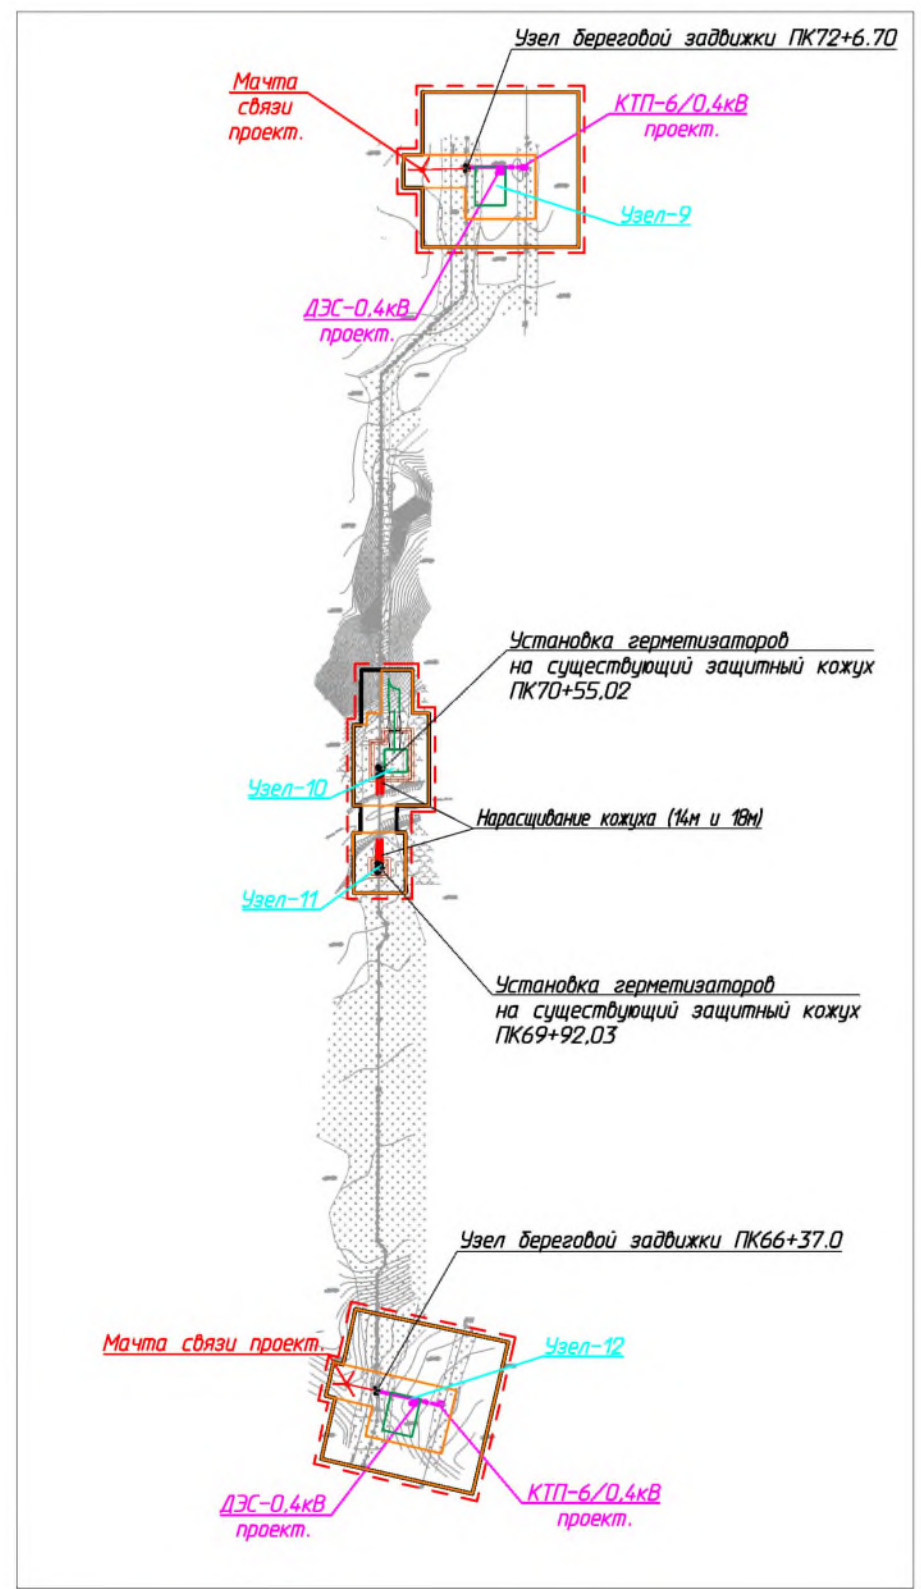 Узел береговой задвижки ПК72+6.70
Мачта
связи
проект.
КТП-6/0,4кВ
проект.
Узел-9
ДЭС-0,4кВ
проект.
Установка герметизаторов
на существующий защитный кожух
ПК70+55,02
Узел-10
Нарасщивание кожуха (14м и 18м)
Узел-11
Установка герметизаторов
на существующий защитный кожух
ПК69+92,03
Узел береговой задвижки ПК66+37.0
Мачта связи проект.
Узел-12
ДЭС-0,4кВ
проект.
КТП-6/0,4кВ
проект.